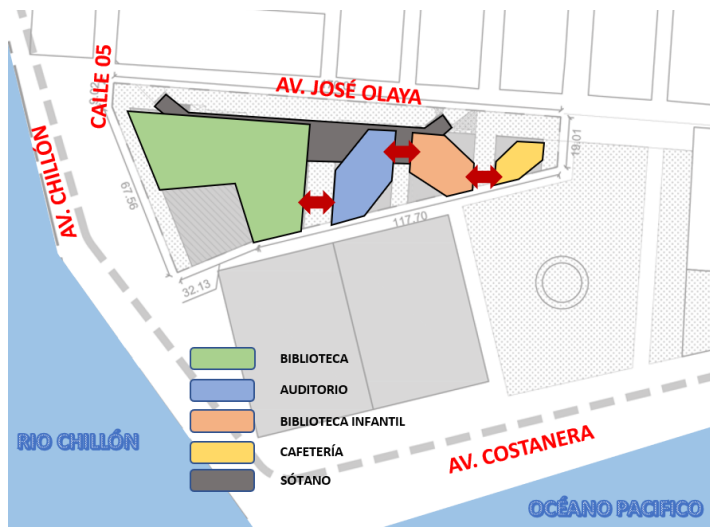 AV. JOSÉ OLAYA
CALLE 05
AV. CHILLÓN
19.01
67.56
117.70
32.13
BIBLIOTECA
AUDITORIO
BIBLIOTECA INFANTIL
CAFETERÍA
SÓTANO
RIO CHILLÓN
AV. COSTANERA
OCÉANO PACIFICO